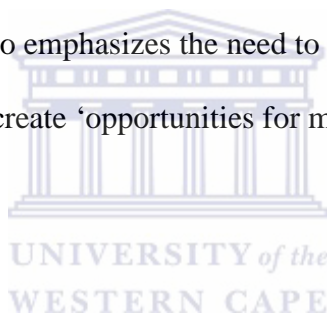 o emphasizes the need to
create ‘opportunities for m
UNIVERSITY of the
WESTERN CAPE